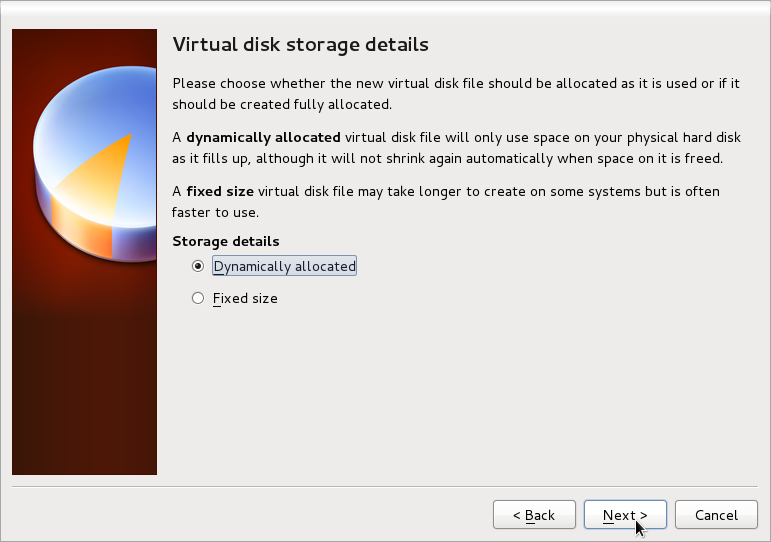 Virtual disk storage details
Please choose whether the new virtual disk file should be allocated as it is used or if it
should be created fully allocated.
A dynamically allocated virtual disk file will only use space on your physical hard disk
as it fills up, although it will not shrink again automatically when space on it is freed.
A fixed size virtual disk file may take longer to create on some systems but is often
faster to use.
Storage details
Dynamically allocated
Fixed size
< Back
Next >
Cancel